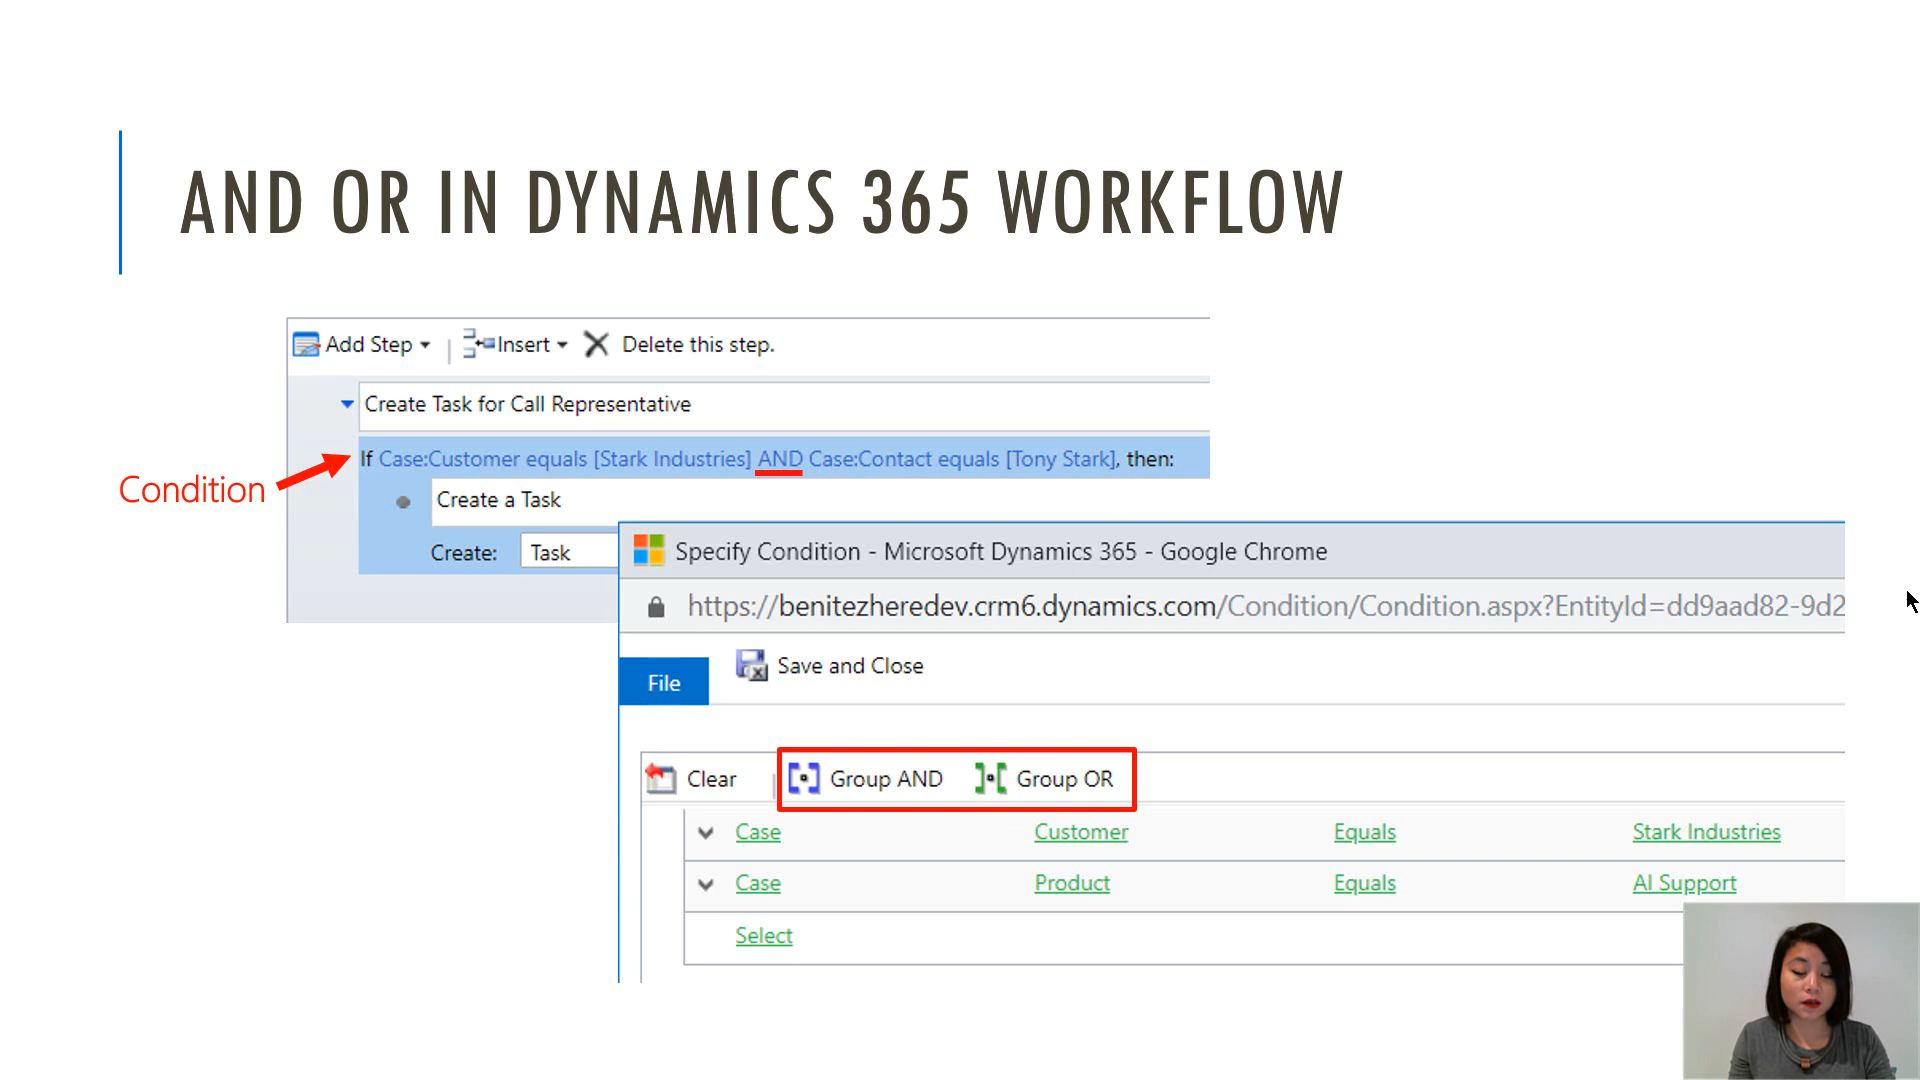 AND OR IN DYNAMICS 365 WORKFLOW
Add Step
Insert
Delete this step.
Create Task for Call Representative
If Case:Customer equals [Stark Industries] AND Case:Contact equals [Tony Stark], then:
Condition
Create a Task
Create: Task
Specify Condition - Microsoft Dynamics 365 - Google Chrome
https://benitezheredev.crm6.dynamics.com/Condition/Condition.aspx?EntityId=dd9aad82-9d2
File
Save and Close
Clear
Group AND
Group OR
Case Customer Equals Stark Industries
Case Product Equals AI Support
Select